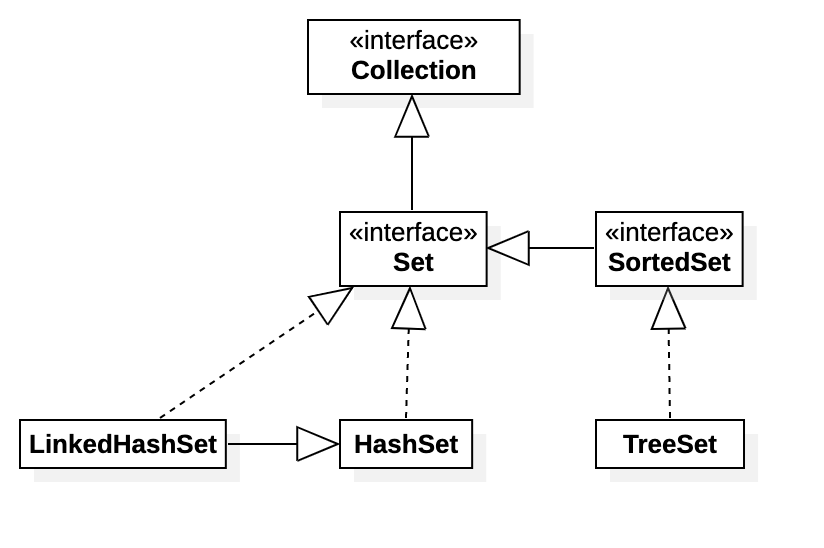 «interface»
Collection
«interface»
Set
«interface»
SortedSet
LinkedHashSet
HashSet
TreeSet